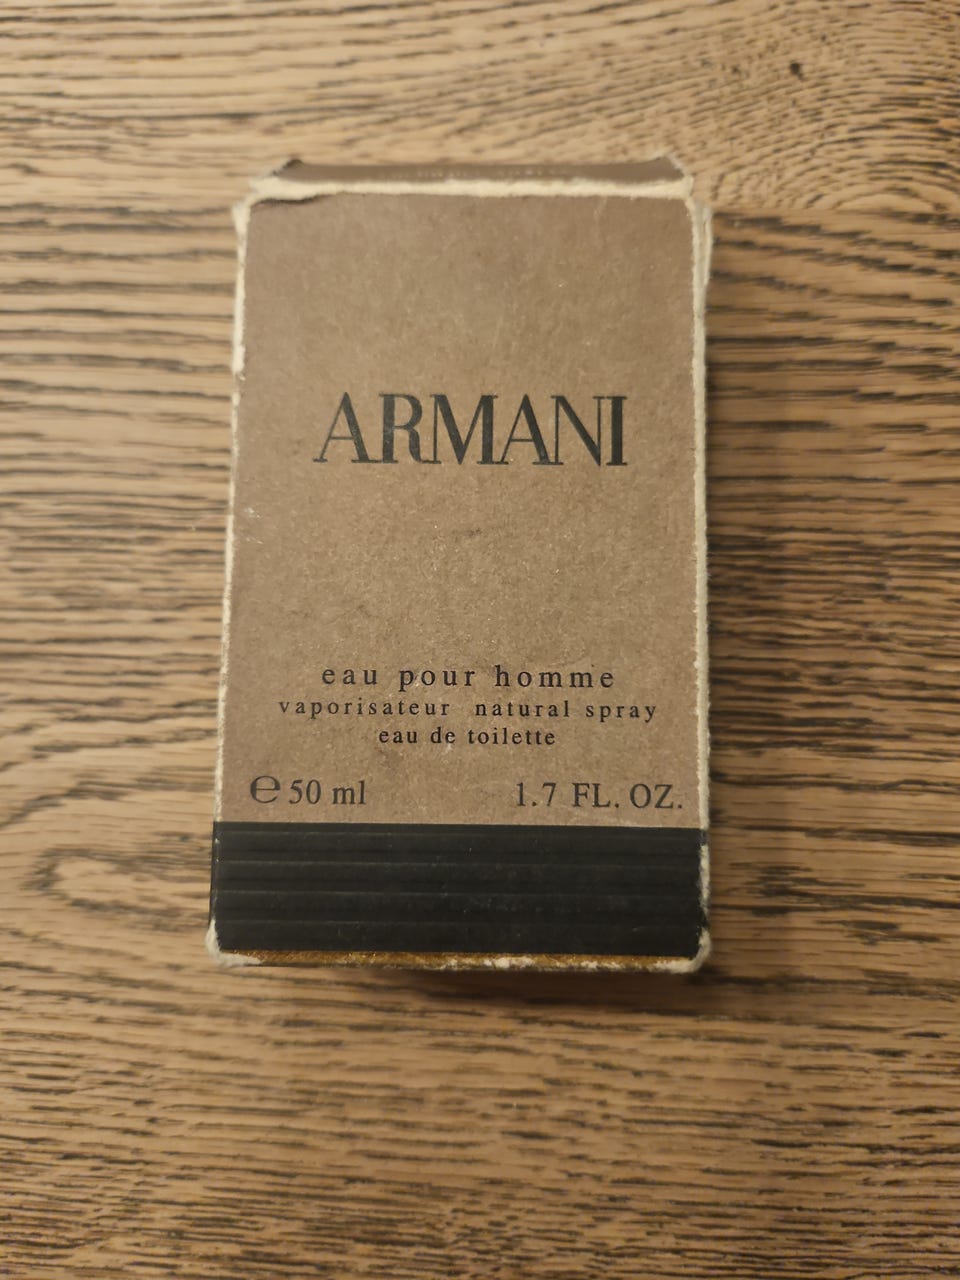 ARMANI
eau pour homme
vaporisateur natural spray
eau de toilette
℮ 50 ml 1.7 FL. OZ.